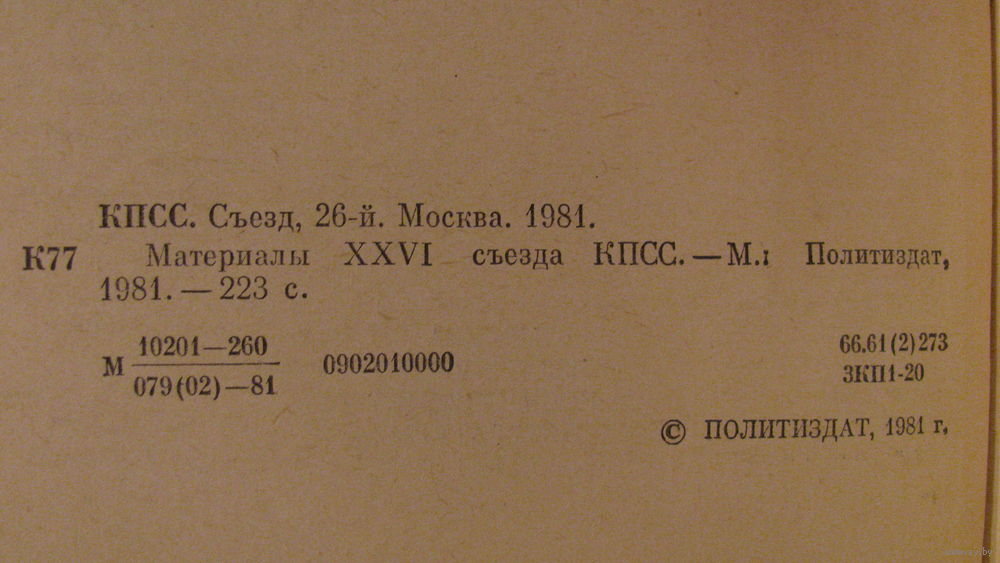 КПСС. Съезд, 26-й. Москва. 1981.
К77 Материалы XXVI съезда КПСС. — М.: Политиздат,
1981. — 223 с.
М 10201—260
079(02)—81
0902010000
66.61(2)273
3КП1-20
© ПОЛИТИЗДАТ, 1981 г.